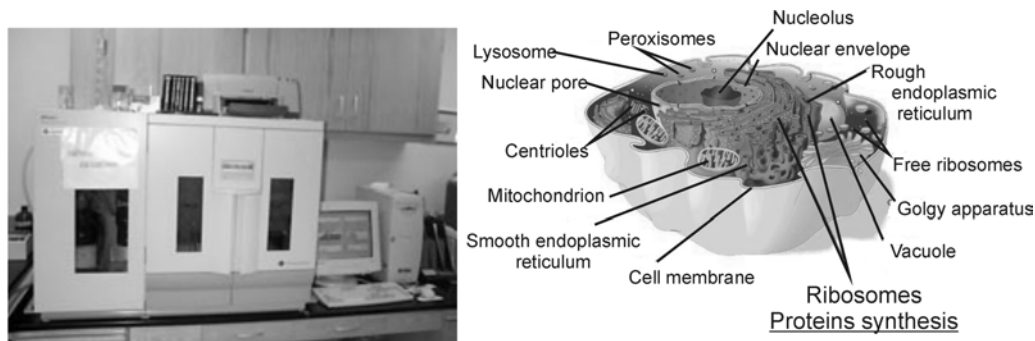 Nucleolus
Peroxisomes
Lysosome
Nuclear envelope
Nuclear pore
Rough
endoplasmic
reticulum
Centrioles
Free ribosomes
Mitochondrion
Golgy apparatus
Smooth endoplasmic
reticulum
Vacuole
Cell membrane
Ribosomes
Proteins synthesis